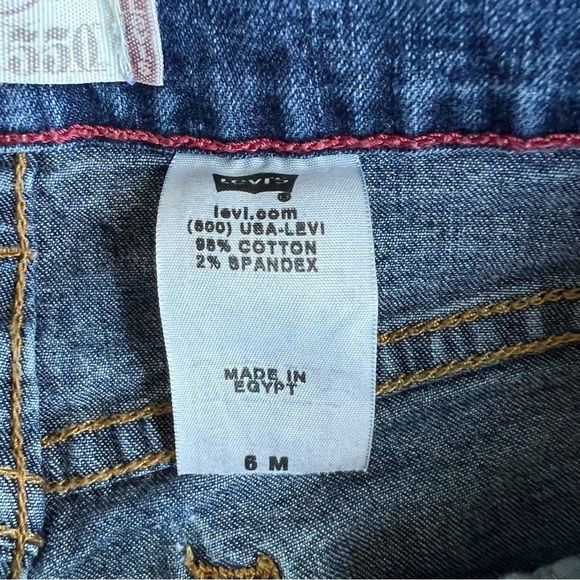 550
Levi's
levi.com
(800) USA-LEVI
98% COTTON
2% SPANDEX
MADE IN
EGYPT
6 M